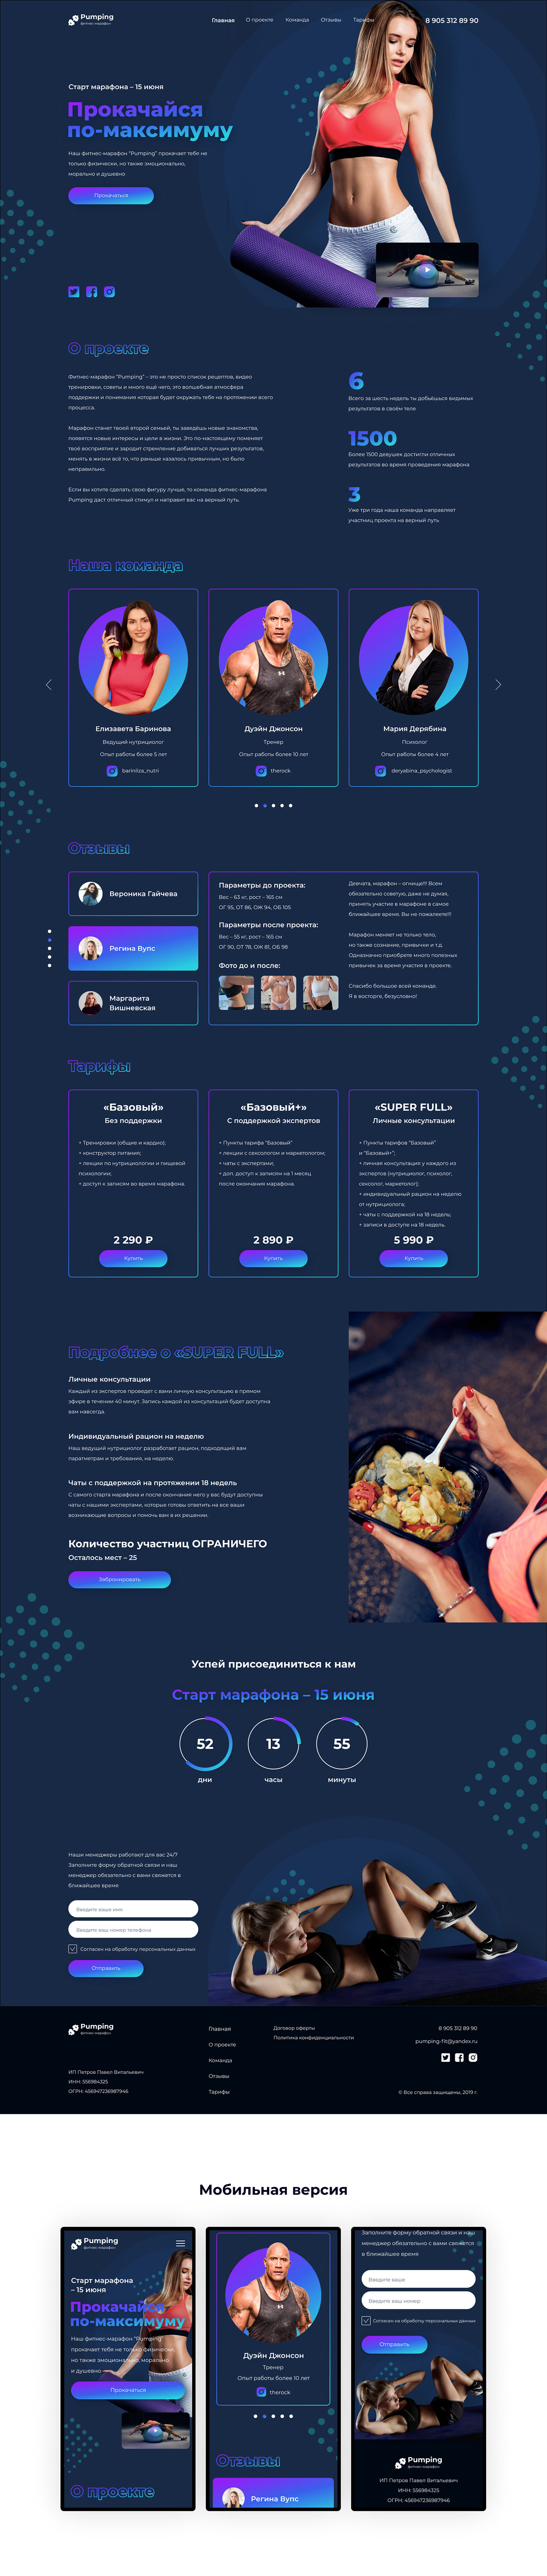 Pumping
фитнес-марафон
Главная О проекте Команда Отзывы Тарифы
8 905 312 89 90
Старт марафона – 15 июня
Прокачайся
по-максимуму
Наш фитнес-марафон "Pumping" прокачает тебя не
только физически, но также эмоционально,
морально и душевно
Прокачаться
О проекте
Фитнес-марафон "Pumping" – это не просто список рецептов, видео
тренировки, советы и много ещё чего, это волшебная атмосфера
поддержки и понимания которая будет окружать тебя на протяжении всего
процесса.
Марафон станет твоей второй семьей, ты заведёшь новые знакомства,
появятся новые интересы и цели в жизни. Это по-настоящему поменяет
твоё восприятие и зародит стремление добиваться лучших результатов,
менять в жизни всё то, что раньше казалось привычным, но было
неправильно.
Если вы хотите сделать свою фигуру лучше, то команда фитнес-марафона
Pumping даст отличный стимул и направит вас на верный путь.
6
Всего за шесть недель ты добьёшься видимых
результатов в своём теле
1500
Более 1500 девушек достигли отличных
результатов во время проведения марафона
3
Уже три года наша команда направляет
участниц проекта на верный путь
Наша команда
Елизавета Баринова
Ведущий нутрициолог
Опыт работы более 5 лет
barinliza_nutri
Дуэйн Джонсон
Тренер
Опыт работы более 10 лет
therock
Мария Дерябина
Психолог
Опыт работы более 4 лет
deryabina_psychologist
Отзывы
Вероника Гайчева
Регина Вупс
Маргарита
Вишневская
Параметры до проекта:
Вес – 63 кг, рост – 165 см
ОГ 95, ОТ 86, ОЖ 94, ОБ 105
Параметры после проекта:
Вес – 55 кг, рост – 165 см
ОГ 90, ОТ 78, ОЖ 81, ОБ 98
Фото до и после:
Девчата, марафон – огнище!!! Всем
обязательно советую, даже не думая,
принять участие в марафоне в самое
ближайшее время. Вы не пожалеете!!!
Марафон меняет не только тело,
но также сознание, привычки и т.д.
Однозначно приобрете много полезных
привычек за время участия в проекте.
Спасибо большое всей команде.
Я в восторге, безусловно!
Тарифы
«Базовый»
Без поддержки
+ Тренировки (общие и кардио);
+ конструктор питания;
+ лекции по нутрициологии и пищевой
психологии;
+ доступ к записям во время марафона.
2 290 ₽
Купить
«Базовый+»
С поддержкой экспертов
+ Пункты тарифа "Базовый"
+ лекции с сексологом и маркетологом;
+ чаты с экспертами;
+ доп. доступ к записям на 1 месяц
после окончания марафона.
2 890 ₽
Купить
«SUPER FULL»
Личные консультации
+ Пункты тарифов "Базовый"
и "Базовый+";
+ личная консультация у каждого из
экспертов (нутрициолог, психолог,
сексолог, маркетолог);
+ индивидуальный рацион на неделю
от нутрициолога;
+ чаты с поддержкой на 18 недель;
+ записи в доступе на 18 недель.
5 990 ₽
Купить
Подробнее о «SUPER FULL»
Личные консультации
Каждый из экспертов проведет с вами личную консультацию в прямом
эфире в течении 40 минут. Запись каждой из консультаций будет доступна
вам навсегда.
Индивидуальный рацион на неделю
Наш ведущий нутрициолог разработает рацион, подходящий вам
паратметрам и требования, на неделю.
Чаты с поддержкой на протяжении 18 недель
С самого старта марафона и после окончания него у вас будут доступны
чаты с нашими экспертами, которые готовы ответить на все ваши
возникающие вопросы и помочь вам в их решении.
Количество участниц ОГРАНИЧЕГО
Осталось мест – 25
Забронировать
Успей присоединиться к нам
Старт марафона – 15 июня
52 13 55
дни часы минуты
Наши менеджеры работают для вас 24/7
Заполните форму обратной связи и наш
менеджер обязательно с вами свяжется в
ближайшее время
Введите ваше имя
Введите ваш номер телефона
Согласен на обработку персональных данных
Отправить
Pumping
фитнес-марафон
ИП Петров Павел Витальевич
ИНН: 556984325
ОГРН: 456947236987946
Главная
О проекте
Команда
Отзывы
Тарифы
Договор оферты
Политика конфиденциальности
8 905 312 89 90
pumping-fit@yandex.ru
© Все справа защищены, 2019 г.
Мобильная версия
Pumping
фитнес-марафон
Старт марафона
– 15 июня
Прокачайся
по-максимуму
Наш фитнес-марафон "Pumping"
прокачает тебя не только физически,
но также эмоционально, морально
и душевно
Прокачаться
О проекте
Дуэйн Джонсон
Тренер
Опыт работы более 10 лет
therock
Отзывы
Регина Вупс
Заполните форму обратной связи и наш
менеджер обязательно с вами свяжется
в ближайшее время
Введите ваше
Введите ваш номер
Согласен на обработку персональных данных
Отправить
Pumping
фитнес-марафон
ИП Петров Павел Витальевич
ИНН: 556984325
ОГРН: 456947236987946